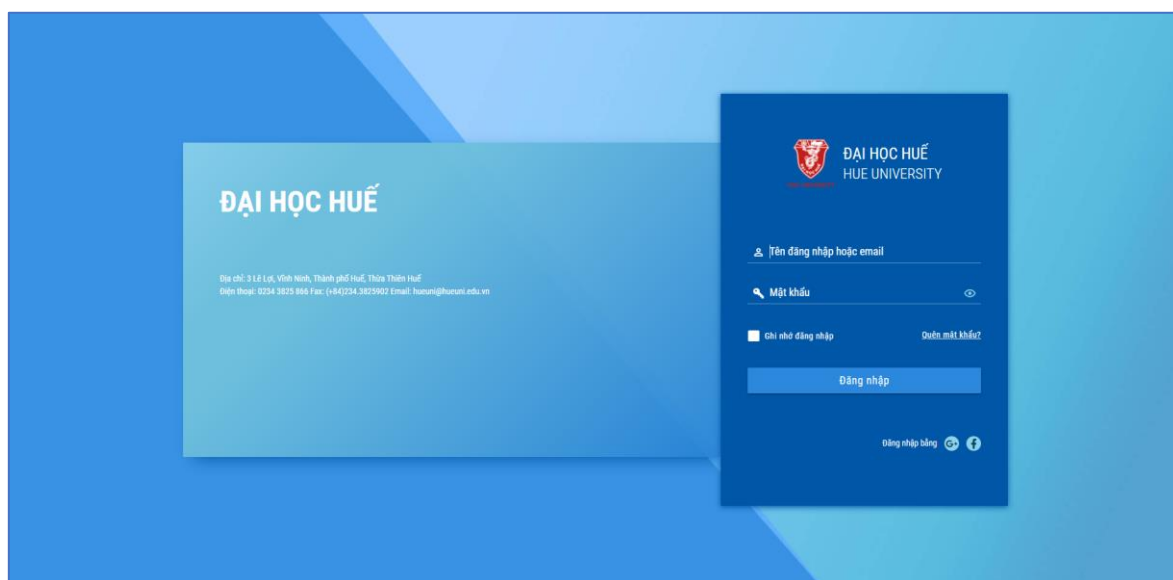 ĐẠI HỌC HUẾ
Địa chỉ: 3 Lê Lợi, Vĩnh Ninh, Thành phố Huế, Thừa Thiên Huế
Điện thoại: 0234 3825 866 Fax: (+84)234.3825902 Email: hueuni@hueuni.edu.vn
ĐẠI HỌC HUẾ
HUE UNIVERSITY
Tên đăng nhập hoặc email
Mật khẩu
Ghi nhớ đăng nhập
Quên mật khẩu?
Đăng nhập
Đăng nhập bằng